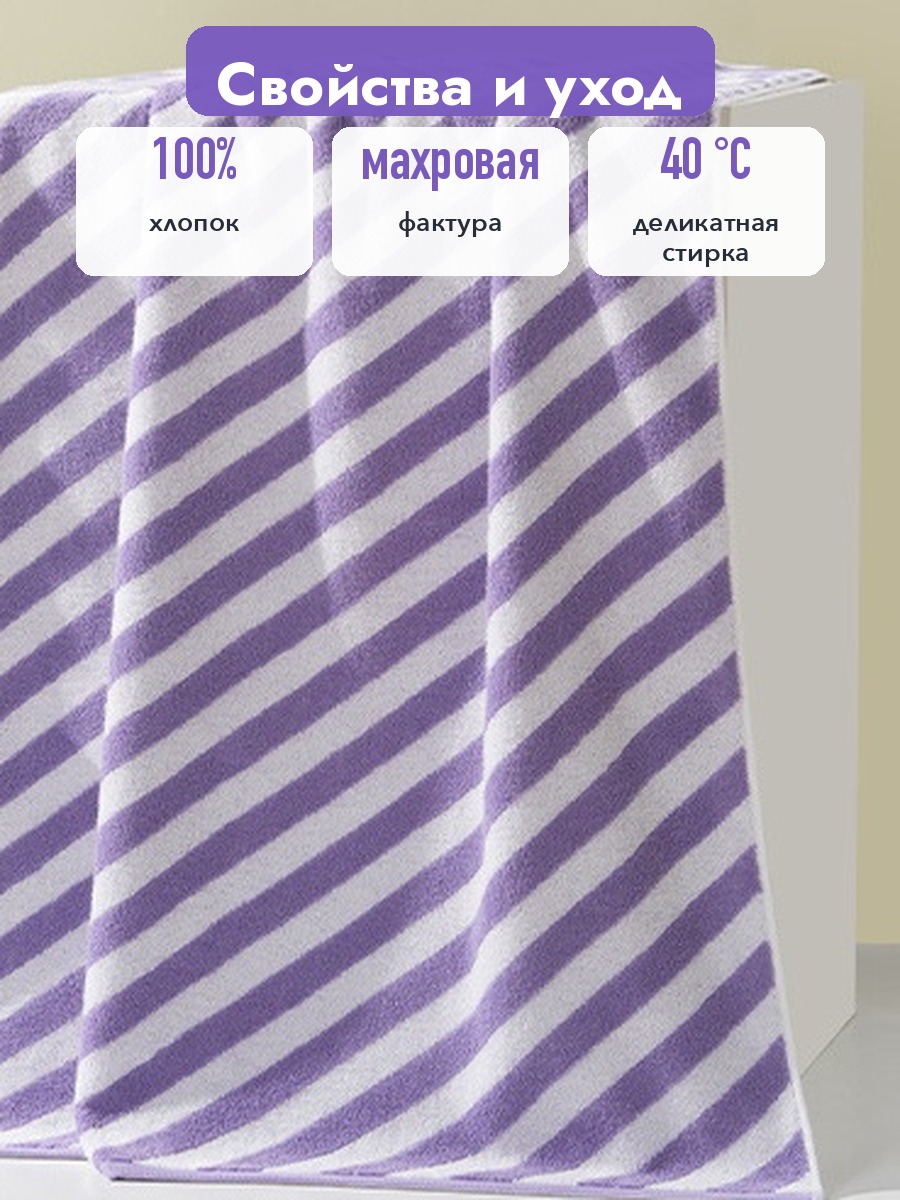 Свойства и уход
100%
хлопок
махровая
фактура
40 °C
деликатная
стирка